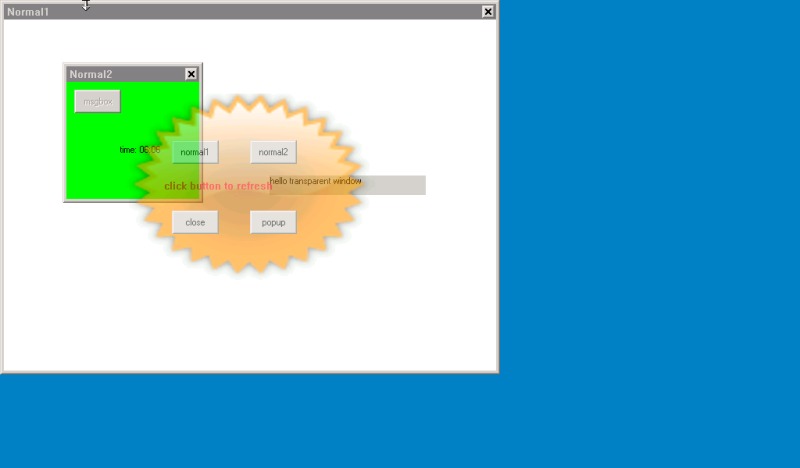 Normal1
Normal2
msgbox
time: 06:06
normal1
normal2
hello transparent window
click button to refresh
close
popup